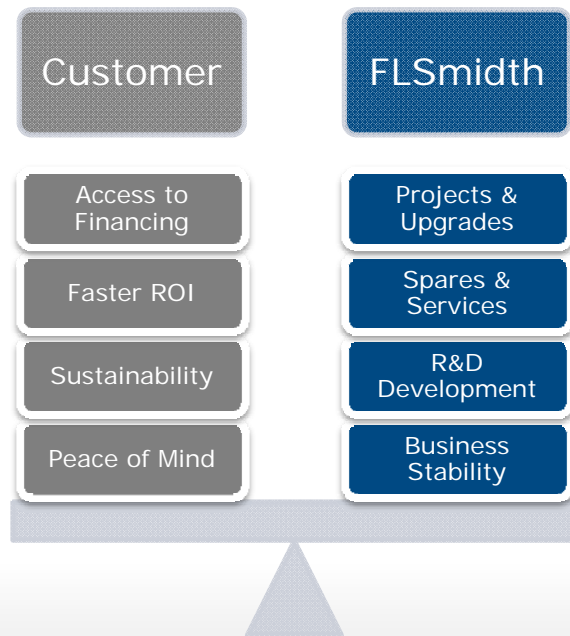 Customer
FLSmidth
Access to
Financing
Projects &
Upgrades
Faster ROI
Spares &
Services
Sustainability
R&D
Development
Peace of Mind
Business
Stability